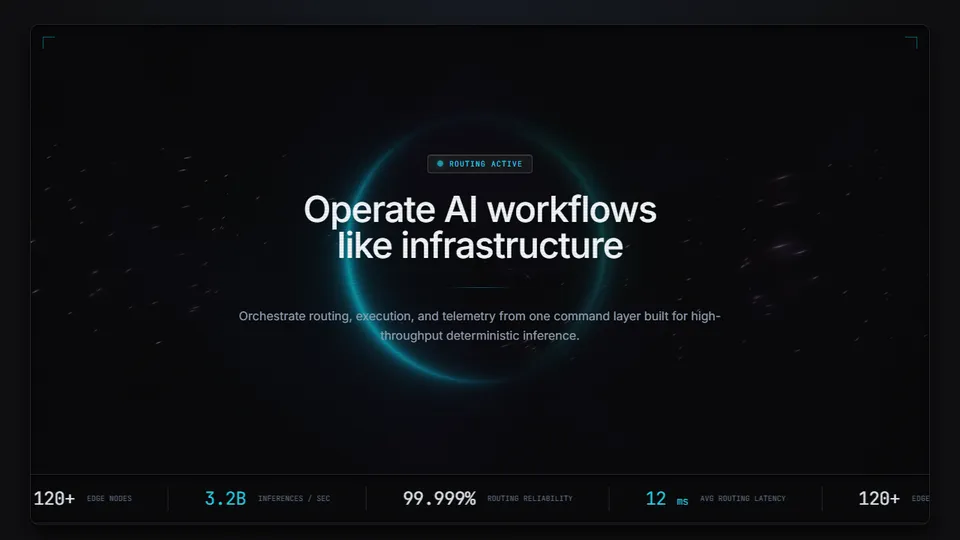 ROUTING ACTIVE
Operate AI workflows
like infrastructure
Orchestrate routing, execution, and telemetry from one command layer built for high-
throughput deterministic inference.
120+ EDGE NODES 3.2B INFERENCES / SEC 99.999% ROUTING RELIABILITY 12 ms AVG ROUTING LATENCY 120+ EDGE